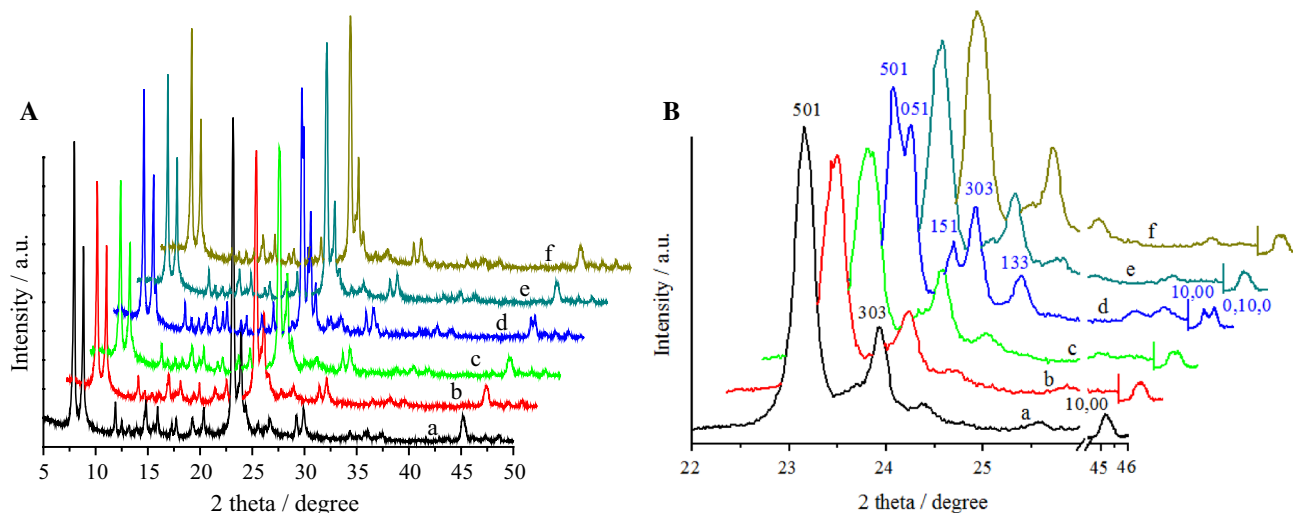 A
Intensity / a.u.
f
e
d
c
b
a
5 10 15 20 25 30 35 40 45 50
2 theta / degree
B
Intensity / a.u.
501
303
501
051
151
303
133
f
e
d
10,00
0,10,0
c
b
10,00
a
22 23 24 25 45 46
2 theta / degree